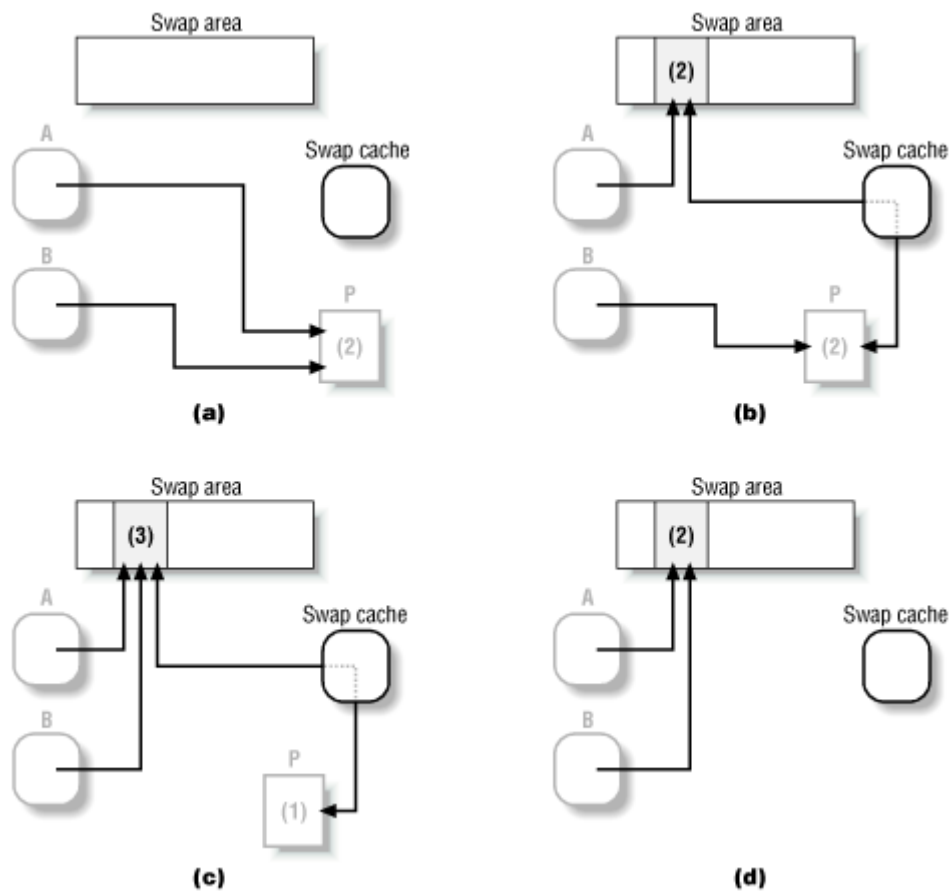 Swap area
A
Swap cache
B
P
(2)
(a)
Swap area
(2)
A
Swap cache
B
P
(2)
(b)
Swap area
(3)
A
Swap cache
B
P
(1)
(c)
Swap area
(2)
A
Swap cache
B
(d)